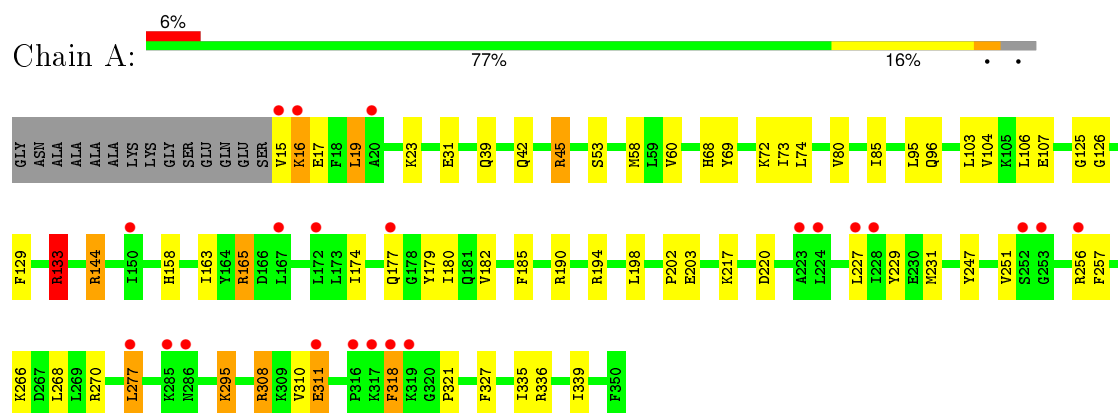 6%
Chain A:
77% 16% • •
GLY ASN ALA ALA ALA ALA LYS LYS GLY SER GLU GLN GLU SER V15 K16 E17 F18 L19 A20 K23 E31 Q39 Q42 R45 S53 M58 L59 V60 H68 Y69 K72 I73 L74 V80 I85 L95 Q96 L103 V104 K105 L106 E107 G125 G126
F129 R133 R144 I150 H158 I163 Y164 R165 D166 L167 L172 L173 I174 Q177 G178 Y179 I180 Q181 V182 F185 R190 R194 L198 P202 E203 K217 D220 A223 L224 L227 I228 Y229 E230 M231 Y247 V251 S252 G253 R256 F257
K266 D267 L268 L269 R270 L277 K285 N286 K295 R308 K309 V310 E311 P316 K317 F318 K319 G320 P321 F327 I335 R336 I339 F350